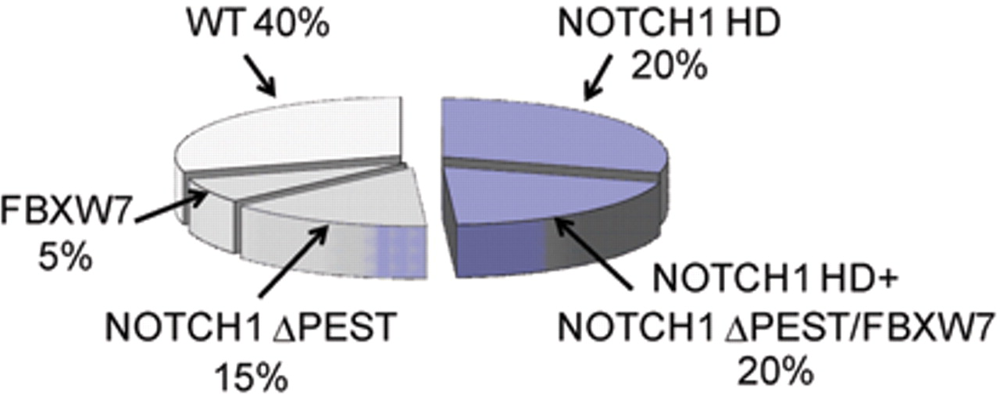 WT 40%
NOTCH1 HD
20%
FBXW7
5%
NOTCH1 ΔPEST
15%
NOTCH1 HD+
NOTCH1 ΔPEST/FBXW7
20%